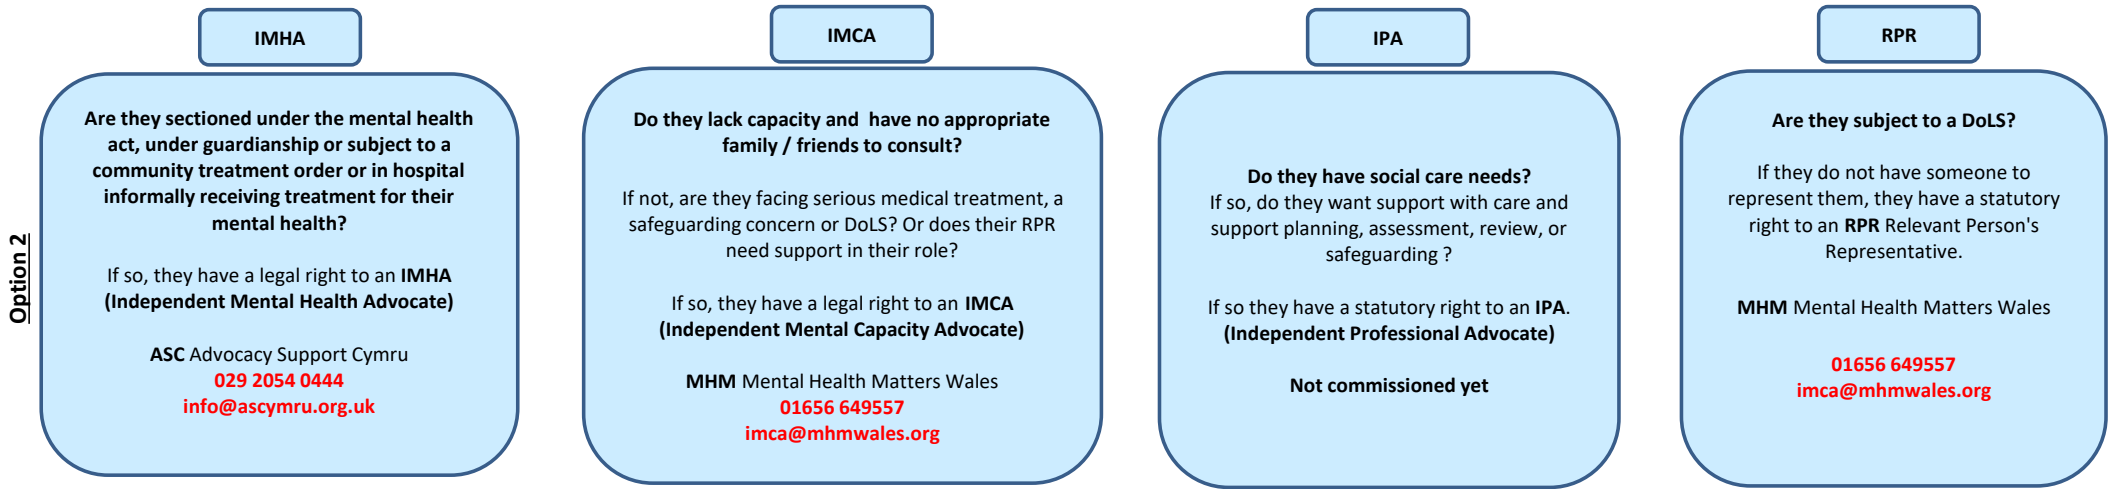 Option 2
IMHA
Are they sectioned under the mental health
act, under guardianship or subject to a
community treatment order or in hospital
informally receiving treatment for their
mental health?
If so, they have a legal right to an IMHA
(Independent Mental Health Advocate)
ASC Advocacy Support Cymru
029 2054 0444
info@ascymru.org.uk
IMCA
Do they lack capacity and have no appropriate
family / friends to consult?
If not, are they facing serious medical treatment, a
safeguarding concern or DoLS? Or does their RPR
need support in their role?
If so, they have a legal right to an IMCA
(Independent Mental Capacity Advocate)
MHM Mental Health Matters Wales
01656 649557
imca@mhmwales.org
IPA
Do they have social care needs?
If so, do they want support with care and
support planning, assessment, review, or
safeguarding ?
If so they have a statutory right to an IPA.
(Independent Professional Advocate)
Not commissioned yet
RPR
Are they subject to a DoLS?
If they do not have someone to
represent them, they have a statutory
right to an RPR Relevant Person's
Representative.
MHM Mental Health Matters Wales
01656 649557
imca@mhmwales.org